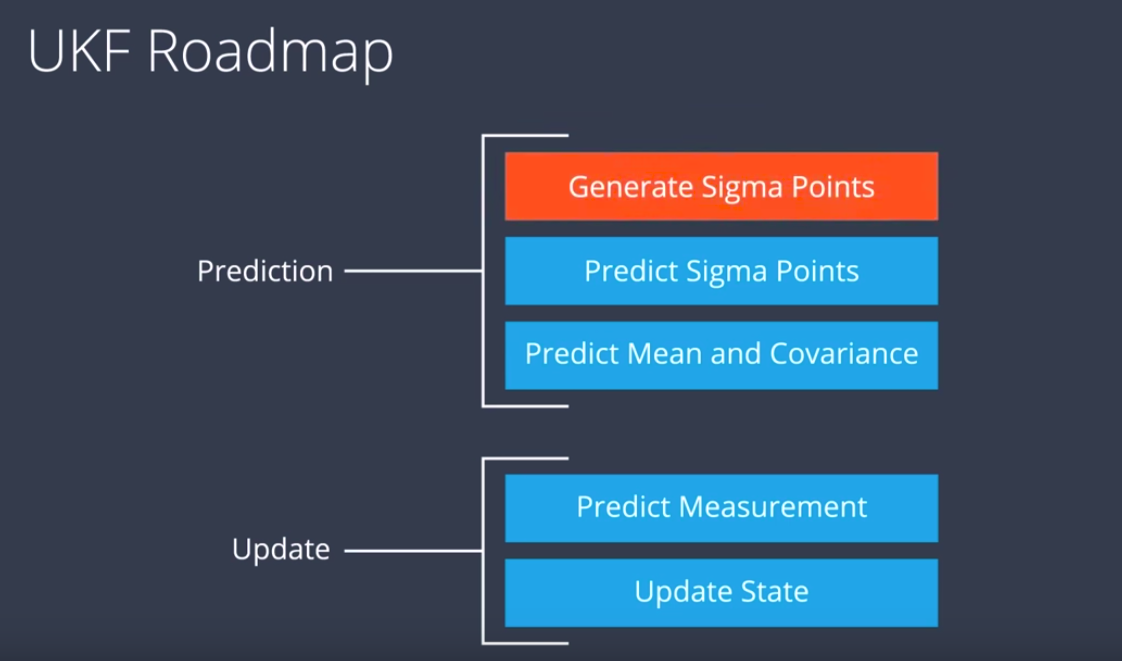 UKF Roadmap
Prediction
Generate Sigma Points
Predict Sigma Points
Predict Mean and Covariance
Update
Predict Measurement
Update State